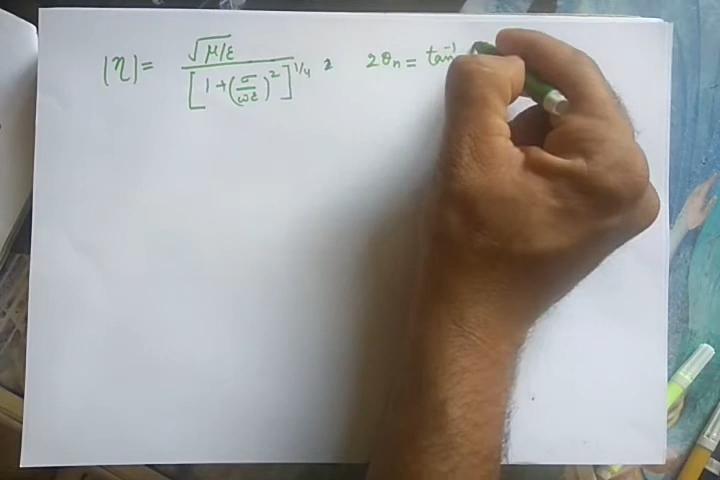 |η| = √μ/ε / [1+(σ/ωε)²]^1/4, 2θn = tan⁻¹